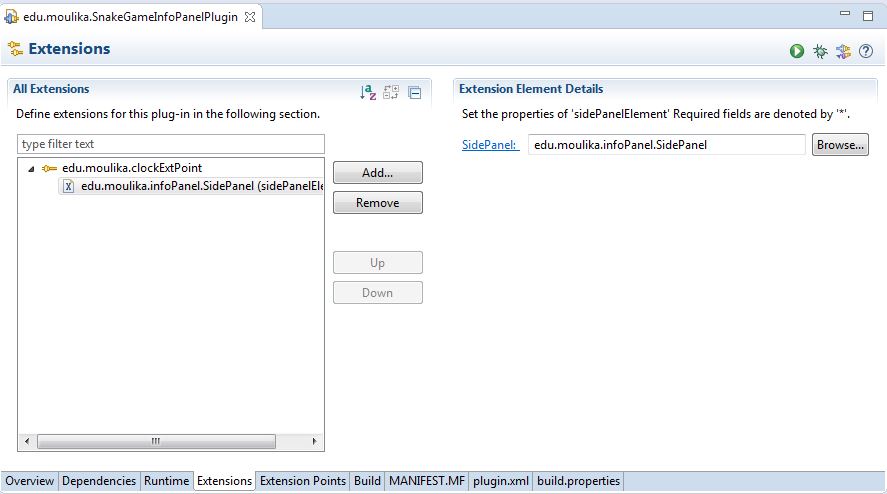 edu.moulika.SnakeGameInfoPanelPlugin
Extensions
All Extensions
Define extensions for this plug-in in the following section.
type filter text
edu.moulika.clockExtPoint
edu.moulika.infoPanel.SidePanel (sidePanelEle
Add...
Remove
Up
Down
Extension Element Details
Set the properties of 'sidePanelElement' Required fields are denoted by '*'.
SidePanel: edu.moulika.infoPanel.SidePanel Browse...
Overview Dependencies Runtime Extensions Extension Points Build MANIFEST.MF plugin.xml build.properties